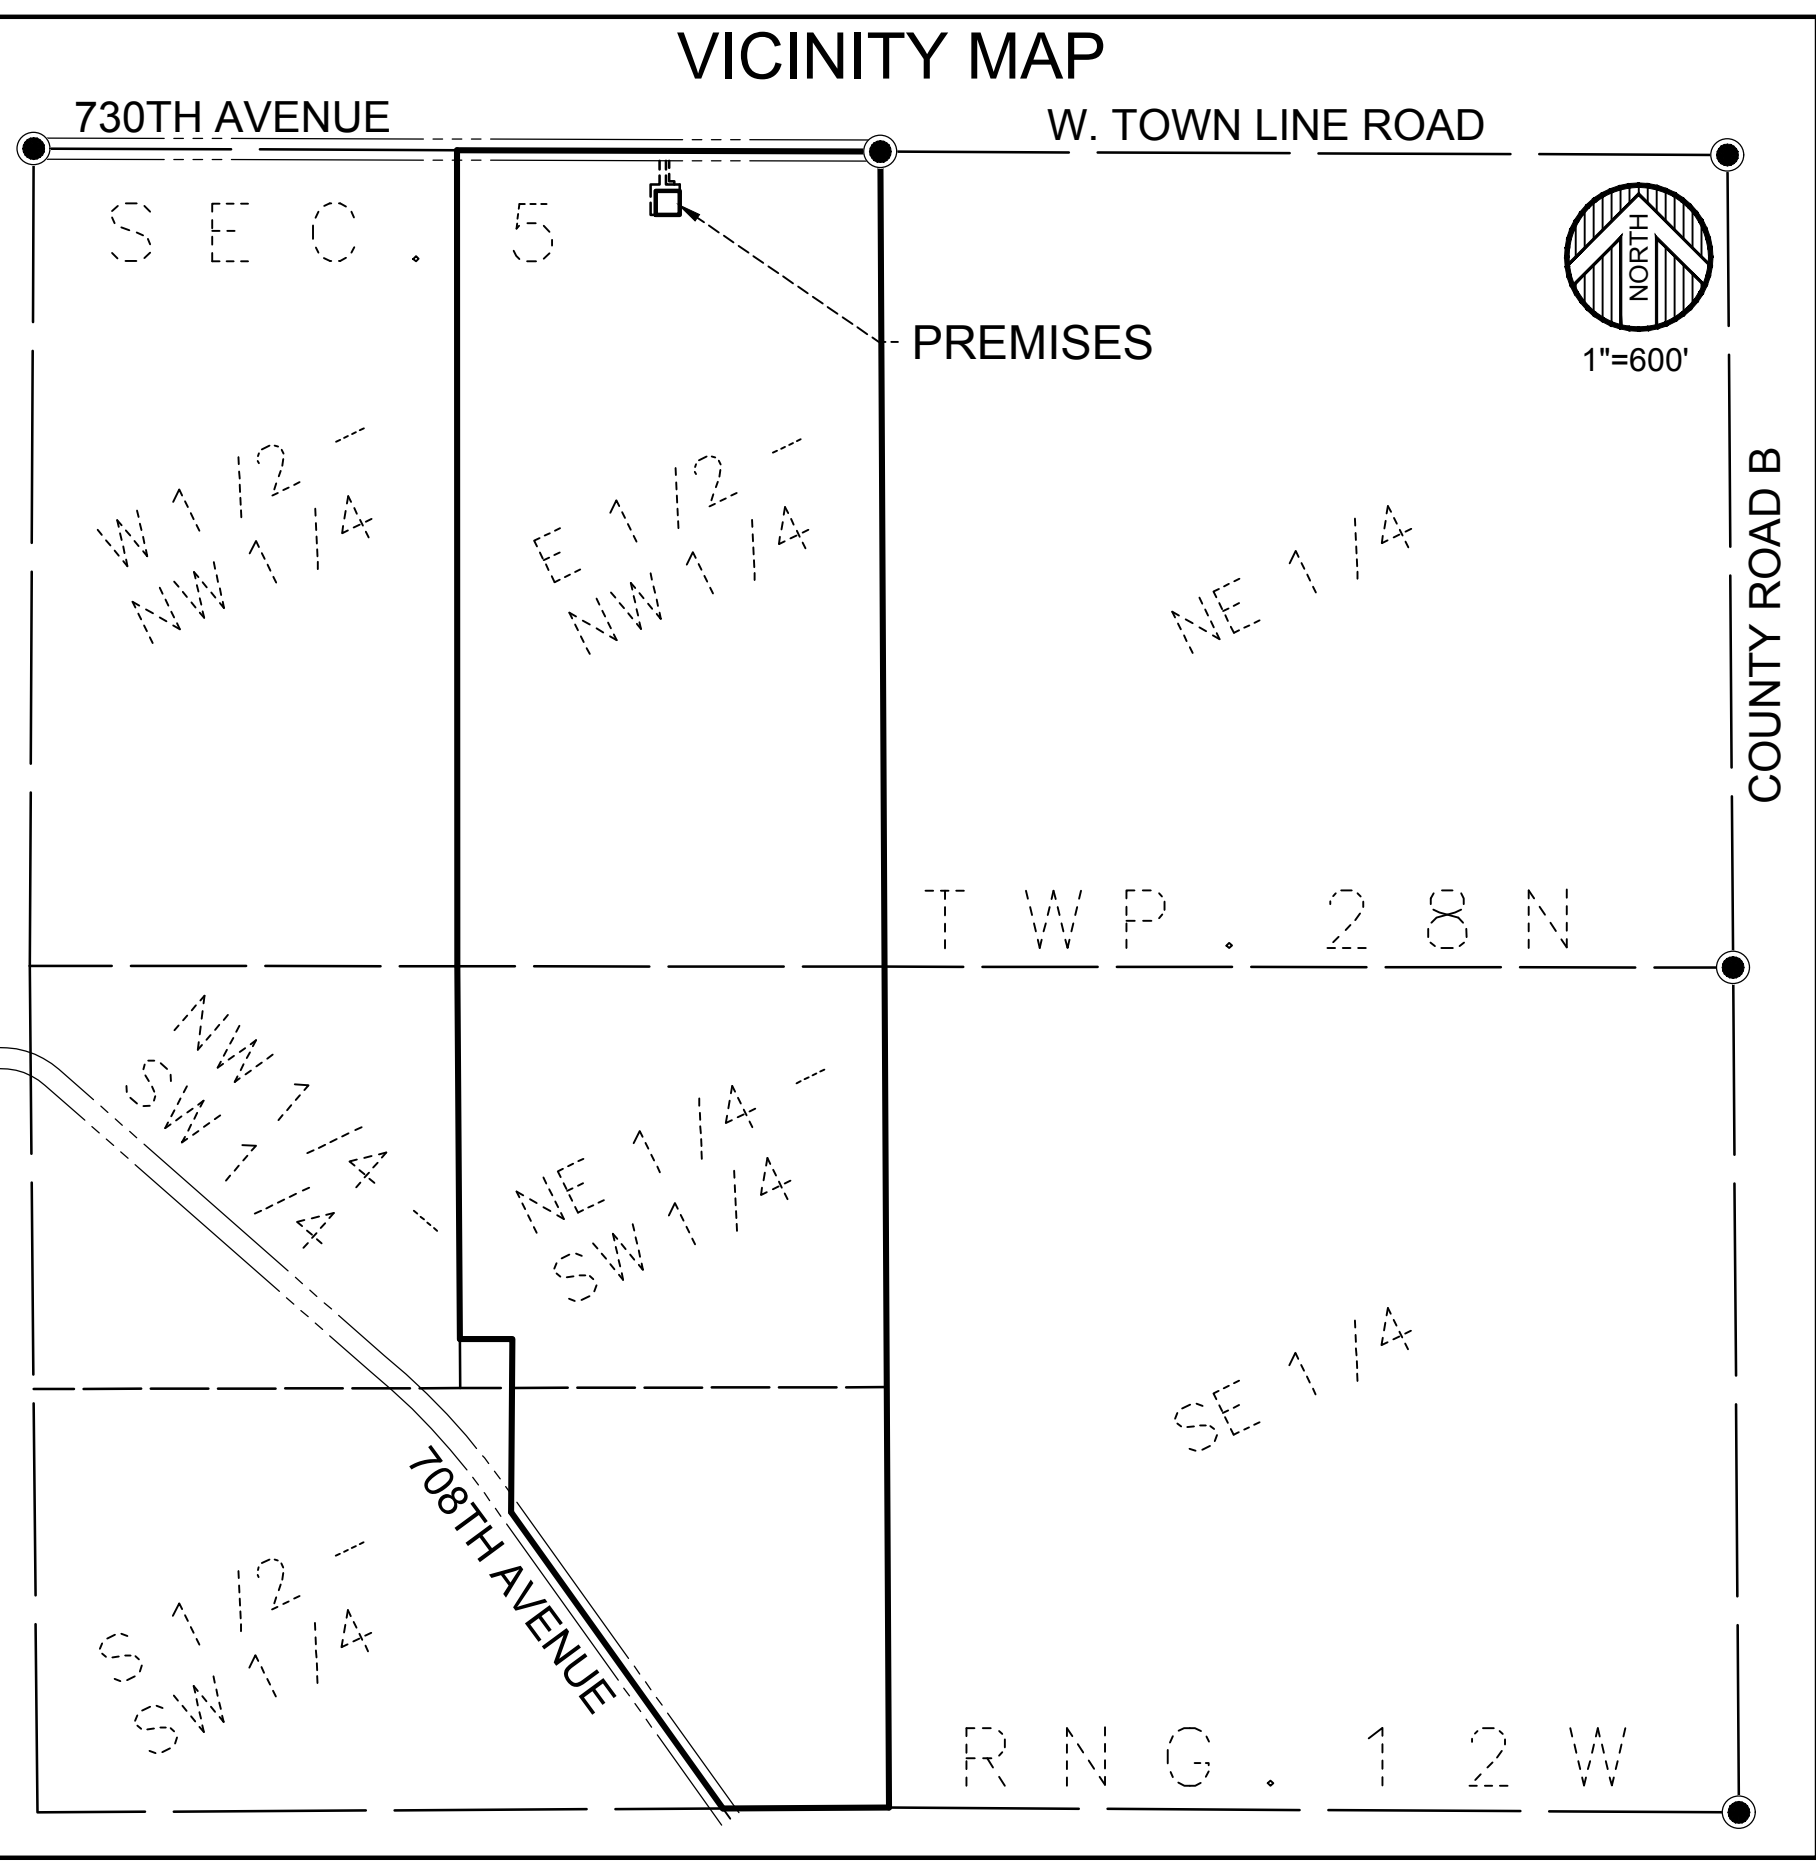 VICINITY MAP
730TH AVENUE
W. TOWN LINE ROAD
SEC. 5
NORTH
1"=600'
PREMISES
W 1/2 -
NW 1/4
E 1/2 -
NW 1/4
NE 1/4
COUNTY ROAD B
TWP. 28N
NW 1/4 -
SW 1/4
NE 1/4 -
SW 1/4
SE 1/4
708TH AVENUE
S 1/2 -
SW 1/4
RNG. 12W